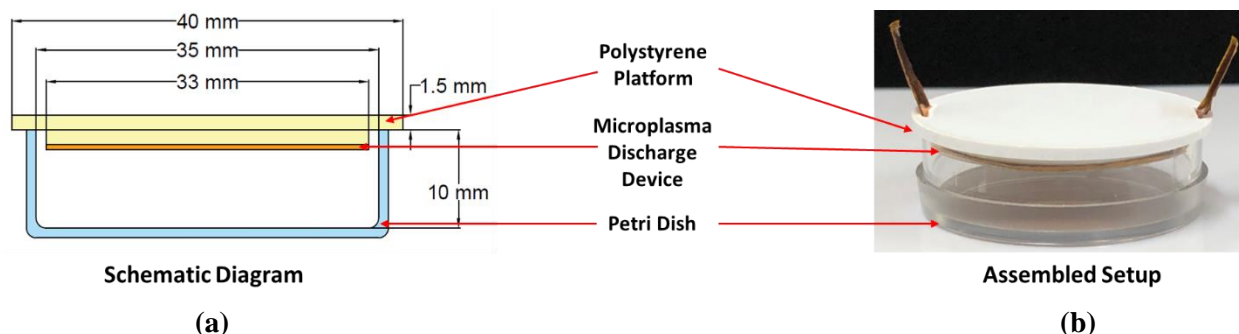 40 mm
35 mm
33 mm
1.5 mm
10 mm
Polystyrene
Platform
Microplasma
Discharge
Device
Petri Dish
Schematic Diagram
Assembled Setup
(a)
(b)